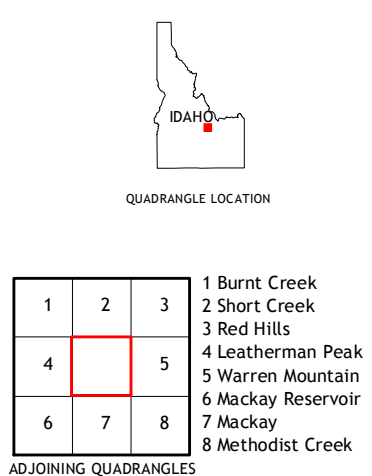 IDAHO
QUADRANGLE LOCATION
1 2 3
4 5
6 7 8
1 Burnt Creek
2 Short Creek
3 Red Hills
4 Leatherman Peak
5 Warren Mountain
6 Mackay Reservoir
7 Mackay
8 Methodist Creek
ADJOINING QUADRANGLES